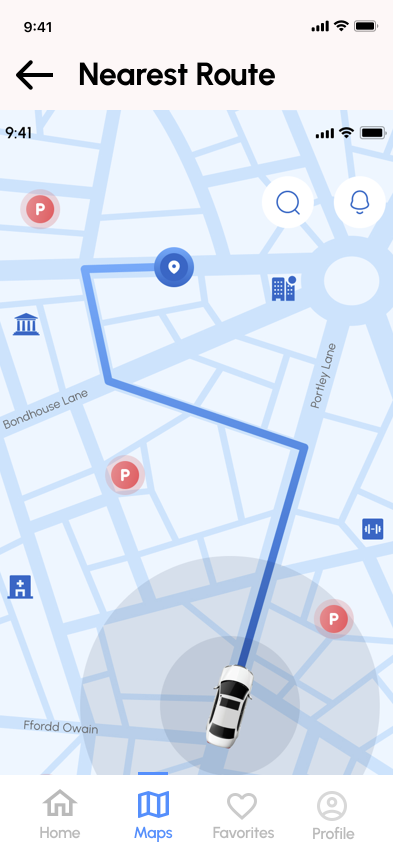 9:41
Nearest Route
9:41
P
Portley Lane
Bondhouse Lane
P
P
Ffordd Owain
Home
Maps
Favorites
Profile